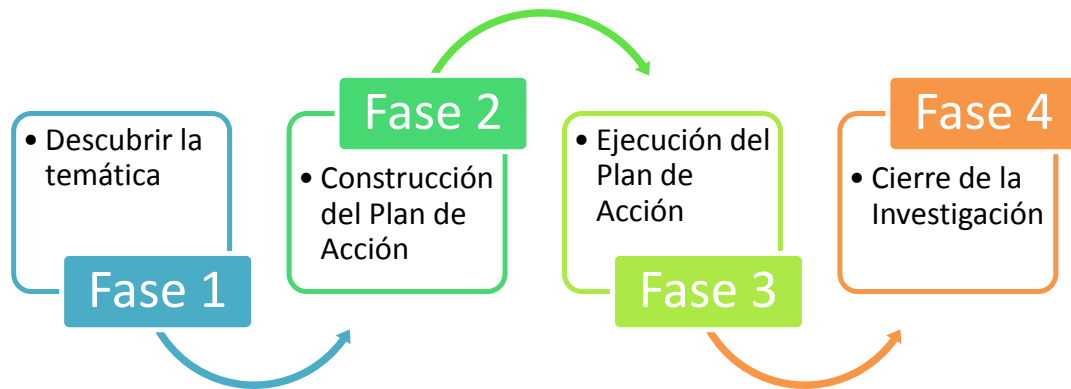 • Descubrir la
temática
Fase 1
Fase 2
• Construcción
del Plan de
Acción
• Ejecución del
Plan de
Acción
Fase 3
Fase 4
• Cierre de la
Investigación